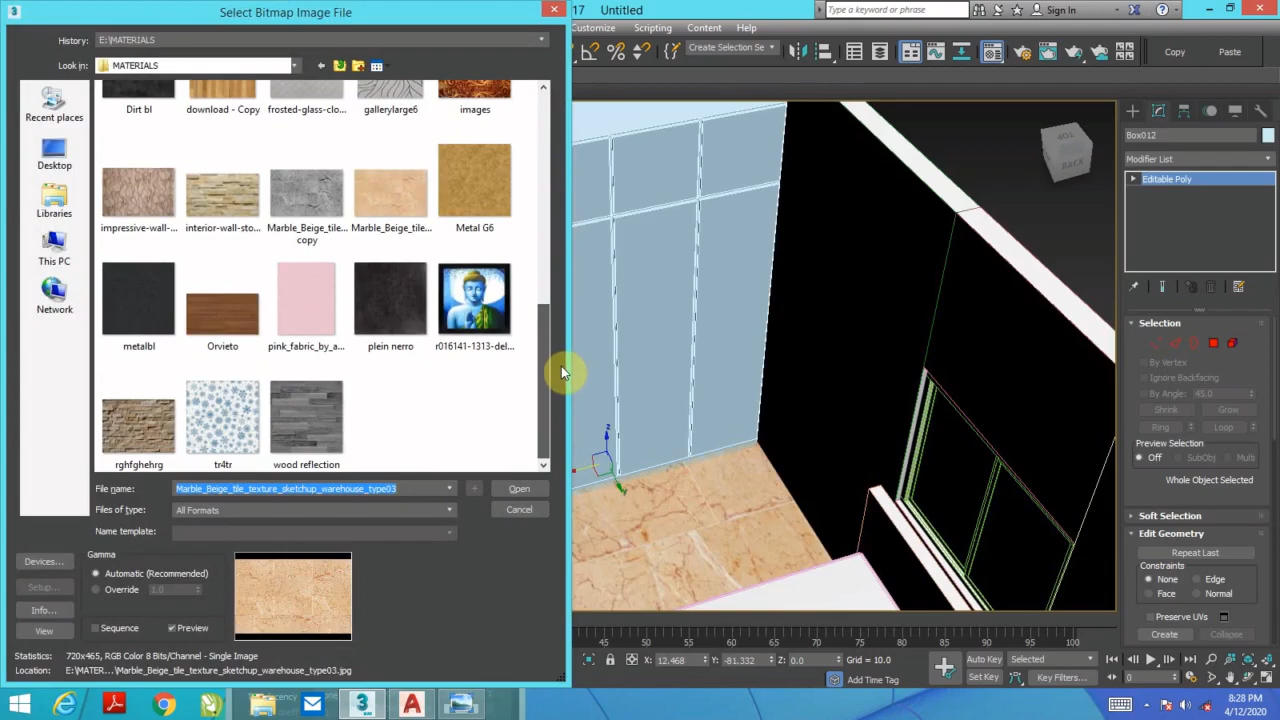 Select Bitmap Image File
History: E:\MATERIALS
Look in: MATERIALS
Recent places
Desktop
Libraries
This PC
Network
Dirt bl
download - Copy
frosted-glass-clo...
gallerylarge6
images
impressive-wall-...
interior-wall-sto...
Marble_Beige_tile... copy
Marble_Beige_tile...
Metal G6
metalbl
Orvieto
pink_fabric_by_a...
plein nerro
r016141-1313-del...
rghfghehrg
tr4tr
wood reflection
File name: Marble_Beige_tile_texture_sketchup_warehouse_type03
Open
Files of type: All Formats
Cancel
Name template:
Devices...
Setup...
Info...
View
Gamma
Automatic (Recommended)
Override 1.0
Sequence
Preview
Statistics: 720x465, RGB Color 8 Bits/Channel - Single Image
Location: E:\MATER...\Marble_Beige_tile_texture_sketchup_warehouse_type03.jpg
17 Untitled
Type a keyword or phrase
Sign In
Customize Scripting Content Help
Create Selection Se
Copy
Paste
TOP
BACK
Box012
Modifier List
Editable Poly
Selection
By Vertex
Ignore Backfacing
By Angle: 45.0
Shrink
Grow
Ring
Loop
Preview Selection
Off SubObj Multi
Whole Object Selected
Soft Selection
Edit Geometry
Repeat Last
Constraints
None Edge
Face Normal
Preserve UVs
Create
Collapse
z
45 50 55 60 65 70 75 80 85 90 95 100
X: 12.468 Y: -81.332 Z: 0.0 Grid = 10.0
Add Time Tag
Auto Key
Selected
Set Key
Key Filters...
0
8:28 PM
4/12/2020